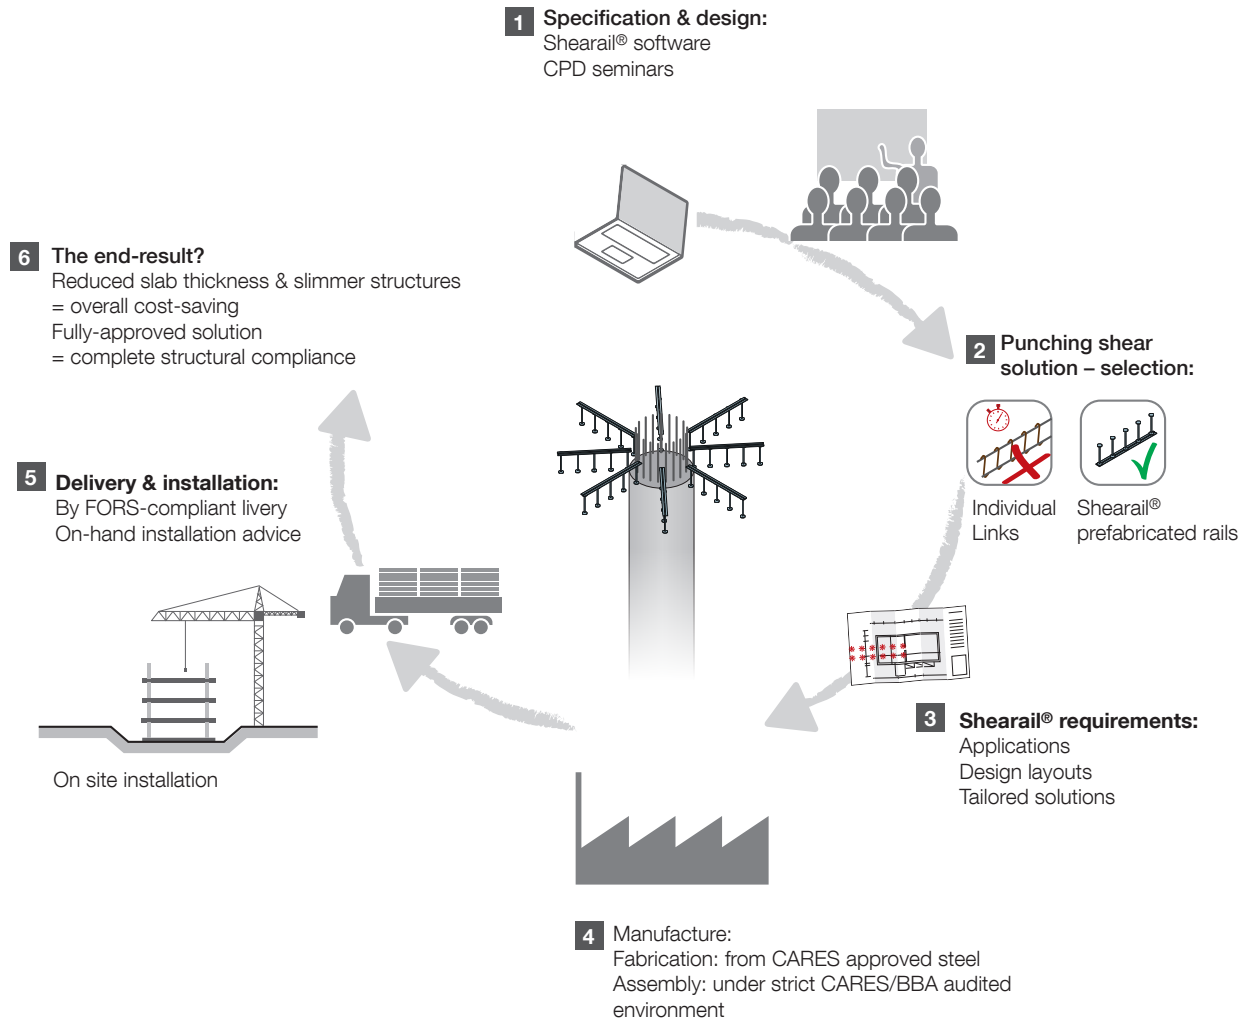 1 Specification & design:
Shearail® software
CPD seminars
2 Punching shear
solution – selection:
Individual
Links
Shearail®
prefabricated rails
3 Shearail® requirements:
Applications
Design layouts
Tailored solutions
4 Manufacture:
Fabrication: from CARES approved steel
Assembly: under strict CARES/BBA audited
environment
5 Delivery & installation:
By FORS-compliant livery
On-hand installation advice
On site installation
6 The end-result?
Reduced slab thickness & slimmer structures
= overall cost-saving
Fully-approved solution
= complete structural compliance